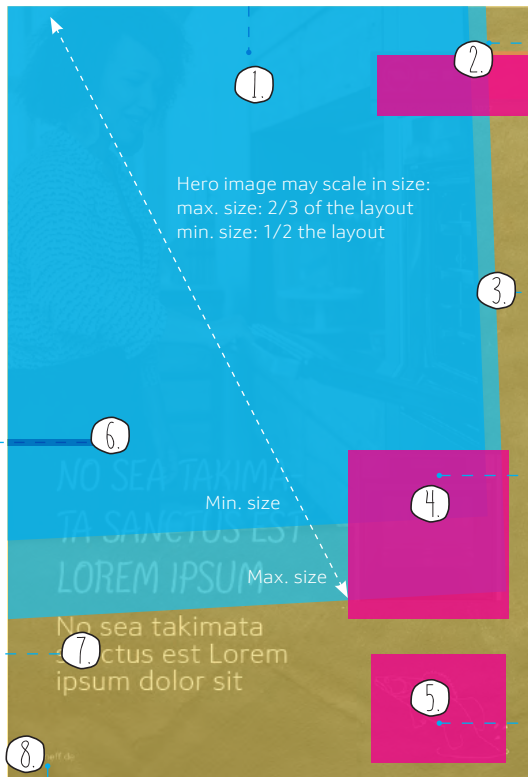 1.
2.
Hero image may scale in size:
max. size: 2/3 of the layout
min. size: 1/2 the layout
3.
6.
NO SEA TAKIMA-
TA SANCTUS EST
LOREM IPSUM
Min. size
4.
Max. size
No sea takimata
sanctus est Lorem
ipsum dolor sit
7.
5.
8.